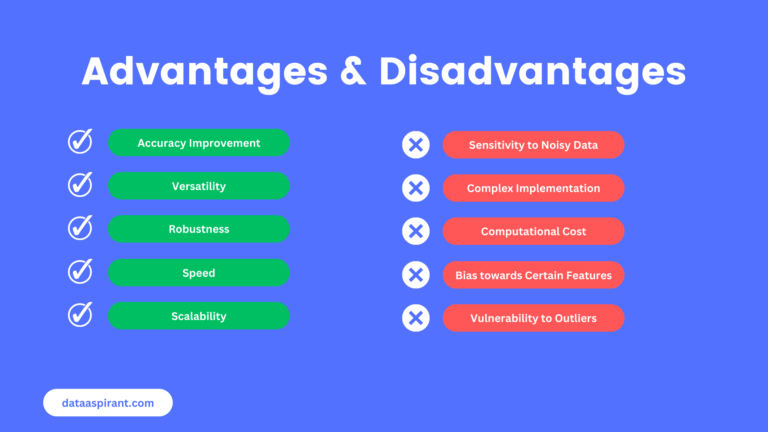 Advantages & Disadvantages
Accuracy Improvement
Versatility
Robustness
Speed
Scalability
Sensitivity to Noisy Data
Complex Implementation
Computational Cost
Bias towards Certain Features
Vulnerability to Outliers
dataaspirant.com